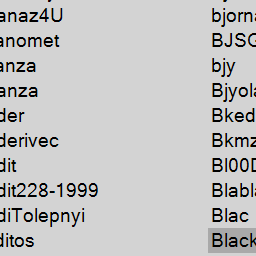 anaz4U
anomet
anza
anza
der
derivec
dit
dit228-1999
diTolepnyi
ditos
bjorna
BJSG
bjy
Bjyola
Bked
Bkmz
Bl00D
Blabla
Blac
Black